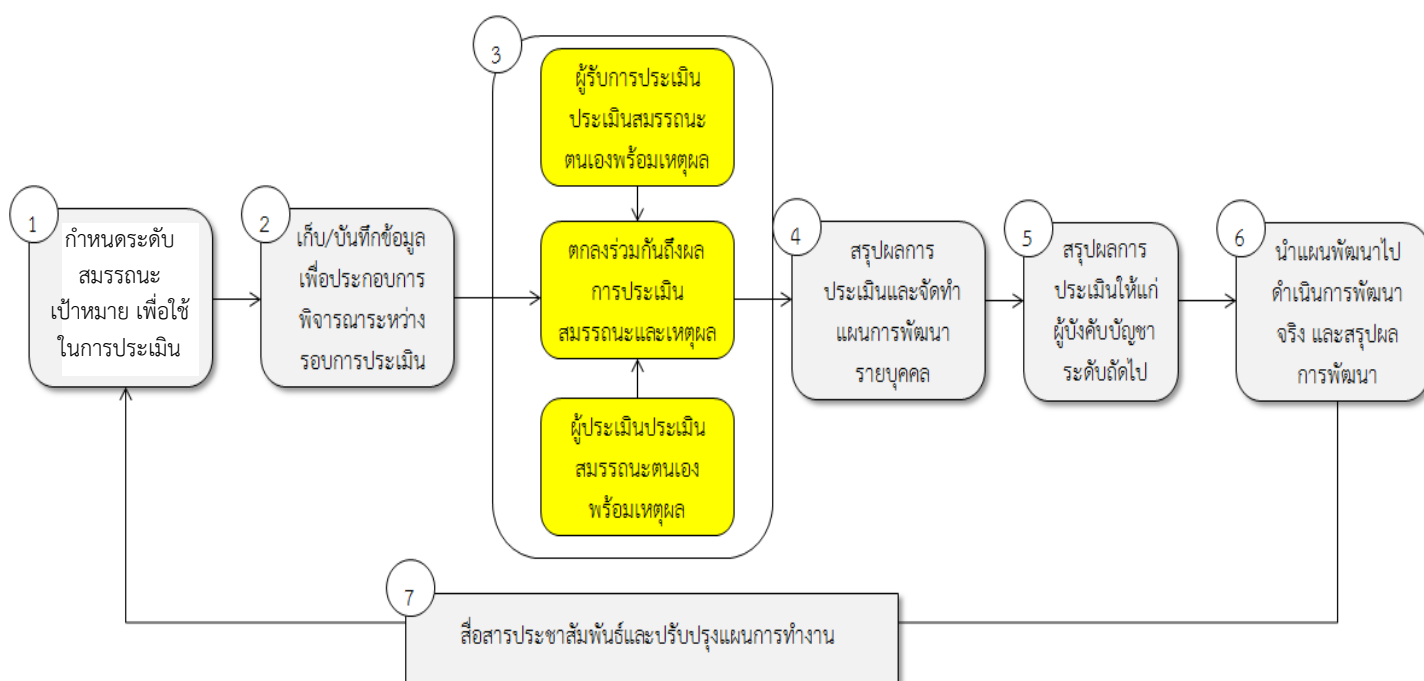 1
กำหนดระดับ
สมรรถนะ
เป้าหมาย เพื่อใช้
ในการประเมิน
2
เก็บ/บันทึกข้อมูล
เพื่อประกอบการ
พิจารณาระหว่าง
รอบการประเมิน
3
ผู้รับการประเมิน
ประเมินสมรรถนะ
ตนเองพร้อมเหตุผล
ตกลงร่วมกันถึงผล
การประเมิน
สมรรถนะและเหตุผล
ผู้ประเมินประเมิน
สมรรถนะตนเอง
พร้อมเหตุผล
4
สรุปผลการ
ประเมินและจัดทำ
แผนการพัฒนา
รายบุคคล
5
สรุปผลการ
ประเมินให้แก่
ผู้บังคับบัญชา
ระดับถัดไป
6
นำแผนพัฒนาไป
ดำเนินการพัฒนา
จริง และสรุปผล
การพัฒนา
7
สื่อสารประชาสัมพันธ์และปรับปรุงแผนการทำงาน